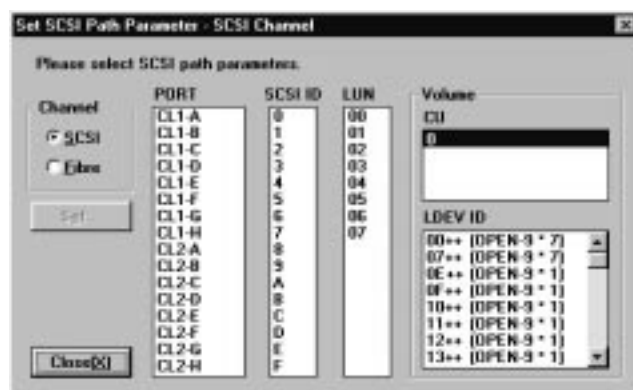 Set SCSI Path Parameter - SCSI Channel
Please select SCSI path parameters.
Channel
SCSI
Fibre
Set...
Close(X)
PORT
CL1-A
CL1-B
CL1-C
CL1-D
CL1-E
CL1-F
CL1-G
CL1-H
CL2-A
CL2-B
CL2-C
CL2-D
CL2-E
CL2-F
CL2-G
CL2-H
SCSI ID
0
1
2
3
4
5
6
7
8
9
A
B
C
D
E
F
LUN
00
01
02
03
04
05
06
07
Volume
CU
0
LDEV ID
00++ (OPEN-9 * 7)
07++ (OPEN-9 * 7)
0E++ (OPEN-9 * 1)
0F++ (OPEN-9 * 1)
10++ (OPEN-9 * 1)
11++ (OPEN-9 * 1)
12++ (OPEN-9 * 1)
13++ (OPEN-9 * 1)